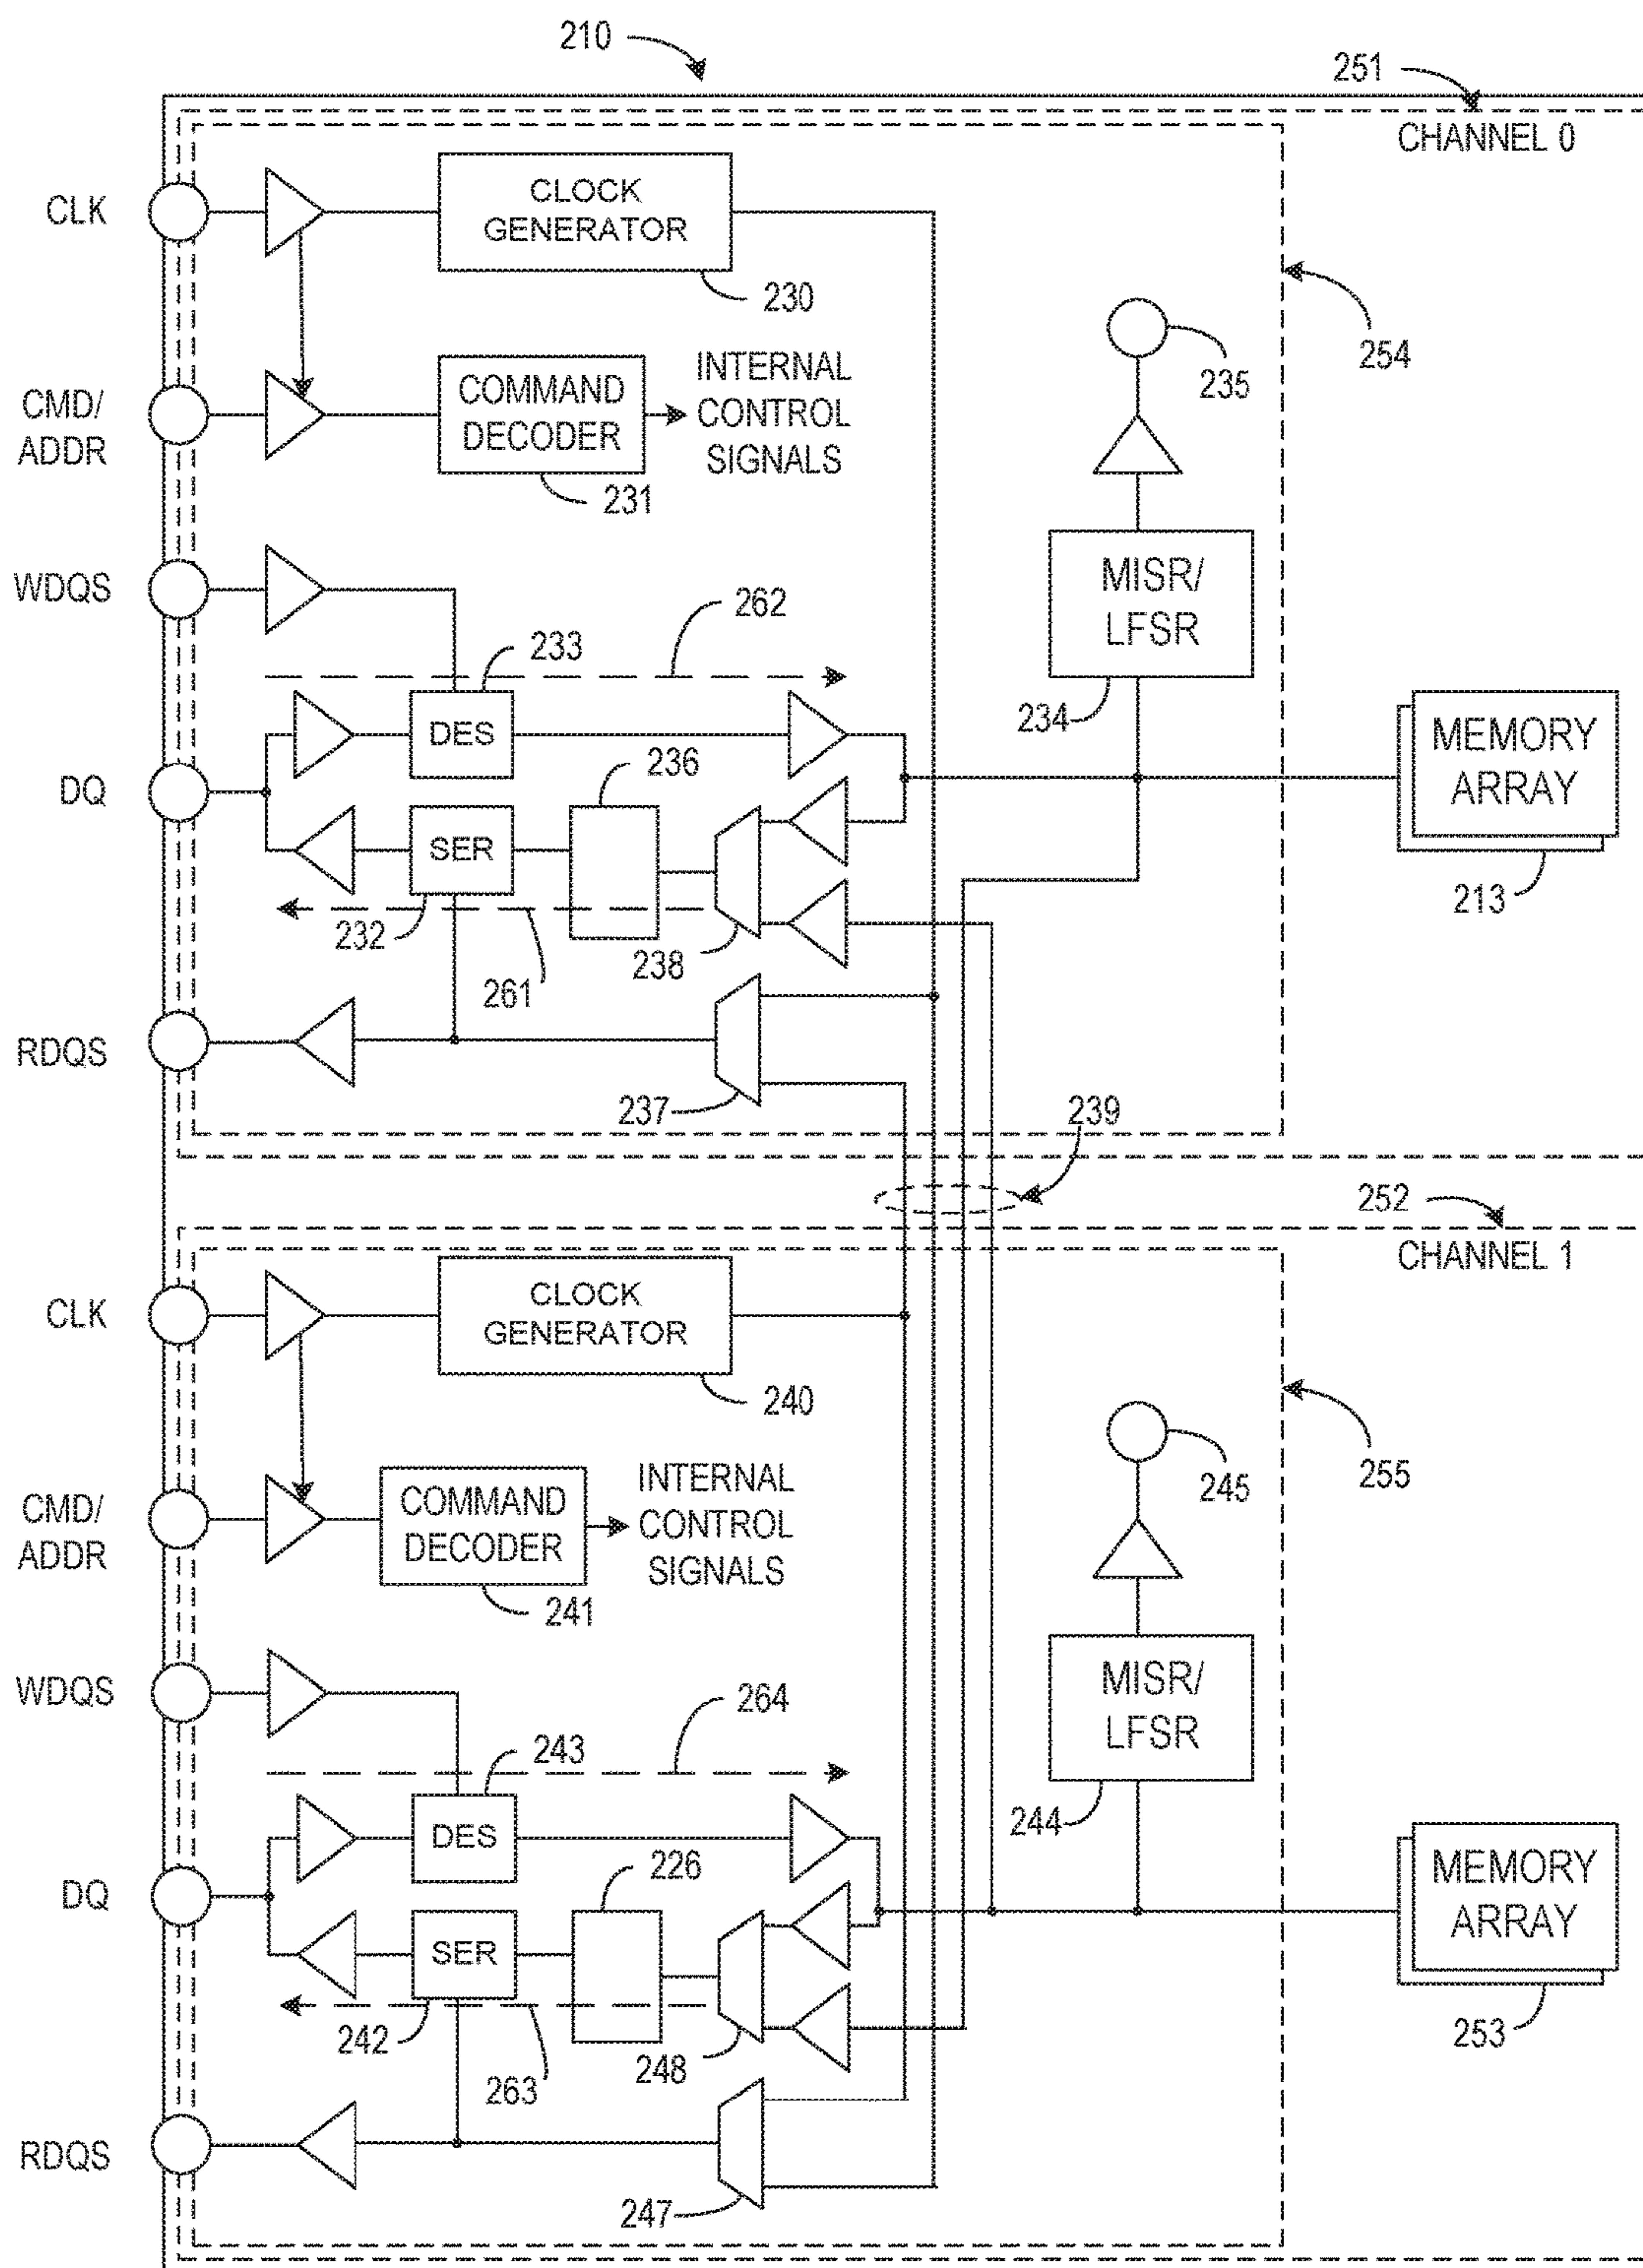 210
251
CHANNEL 0
CLK
CLOCK
GENERATOR
230
254
235
CMD/
ADDR
COMMAND
DECODER
231
INTERNAL
CONTROL
SIGNALS
WDQS
262
233
MISR/
LFSR
234
DES
236
MEMORY
ARRAY
213
DQ
SER
232
261
238
RDQS
237
239
252
CHANNEL 1
CLK
CLOCK
GENERATOR
240
255
245
CMD/
ADDR
COMMAND
DECODER
241
INTERNAL
CONTROL
SIGNALS
WDQS
264
243
MISR/
LFSR
244
DES
226
MEMORY
ARRAY
253
DQ
SER
242
263
248
RDQS
247